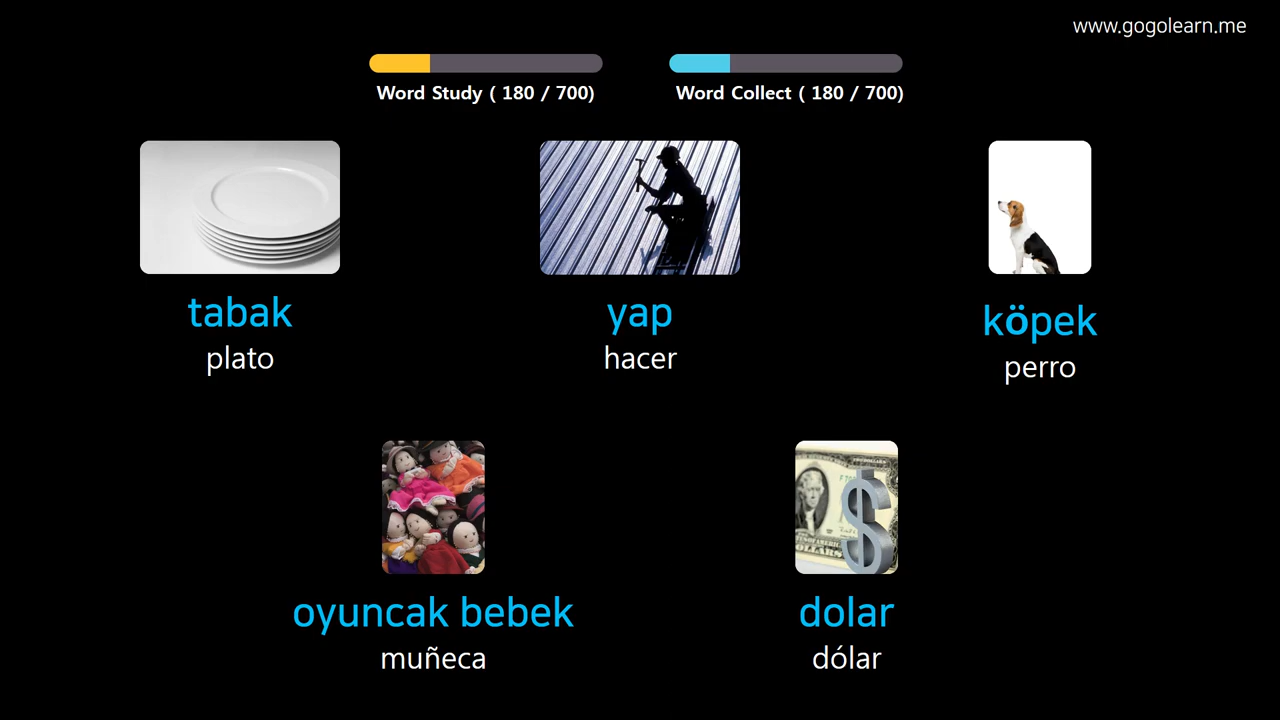 www.gogolearn.me
Word Study ( 180 / 700)
Word Collect ( 180 / 700)
tabak
plato
yap
hacer
köpek
perro
oyuncak bebek
muñeca
dolar
dólar